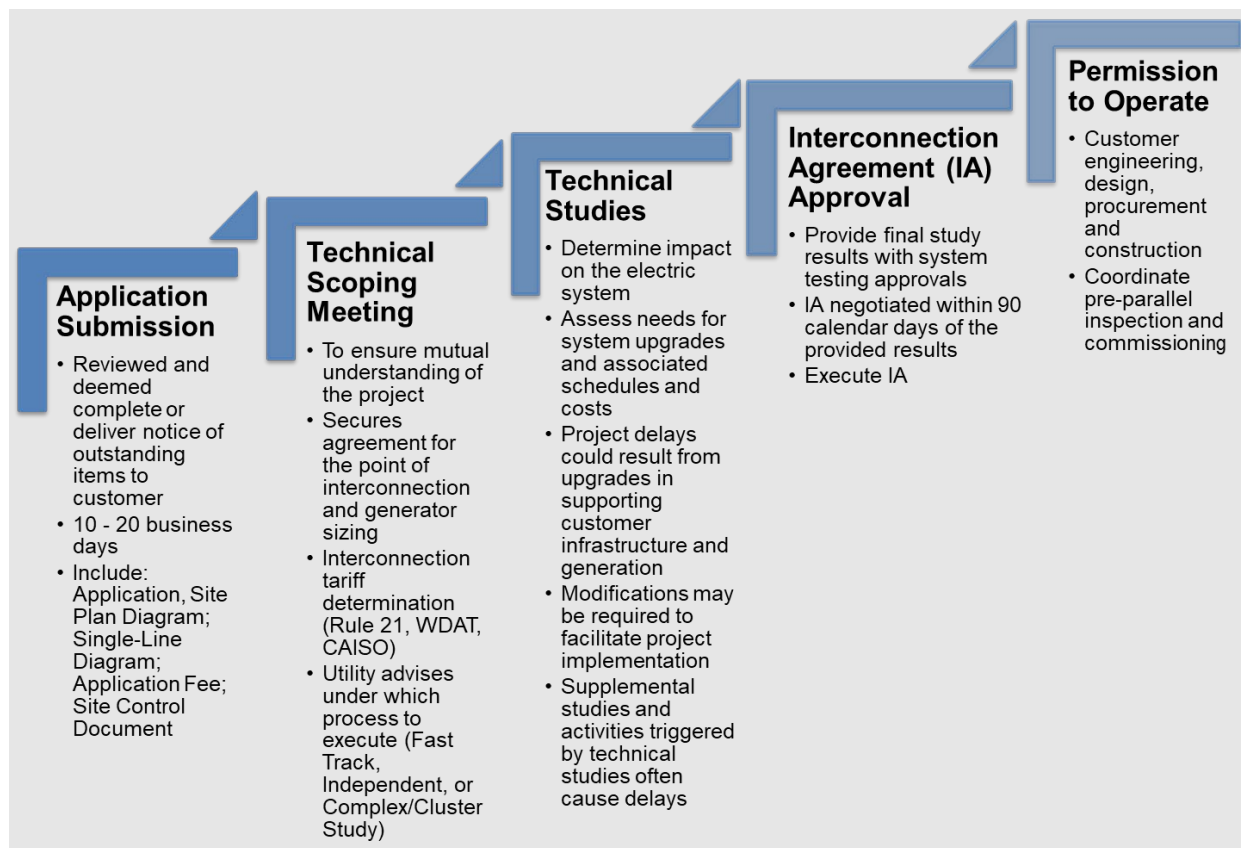 Application
Submission
• Reviewed and
deemed
complete or
deliver notice of
outstanding
items to
customer
• 10 - 20 business
days
• Include:
Application, Site
Plan Diagram;
Single-Line
Diagram;
Application Fee;
Site Control
Document
Technical
Scoping
Meeting
• To ensure mutual
understanding of
the project
• Secures
agreement for
the point of
interconnection
and generator
sizing
• Interconnection
tariff
determination
(Rule 21, WDAT,
CAISO)
• Utility advises
under which
process to
execute (Fast
Track,
Independent, or
Complex/Cluster
Study)
Technical
Studies
• Determine impact
on the electric
system
• Assess needs for
system upgrades
and associated
schedules and
costs
• Project delays
could result from
upgrades in
supporting
customer
infrastructure and
generation
• Modifications may
be required to
facilitate project
implementation
• Supplemental
studies and
activities triggered
by technical
studies often
cause delays
Interconnection
Agreement (IA)
Approval
• Provide final study
results with system
testing approvals
• IA negotiated within 90
calendar days of the
provided results
• Execute IA
Permission
to Operate
• Customer
engineering,
design,
procurement
and
construction
• Coordinate
pre-parallel
inspection and
commissioning